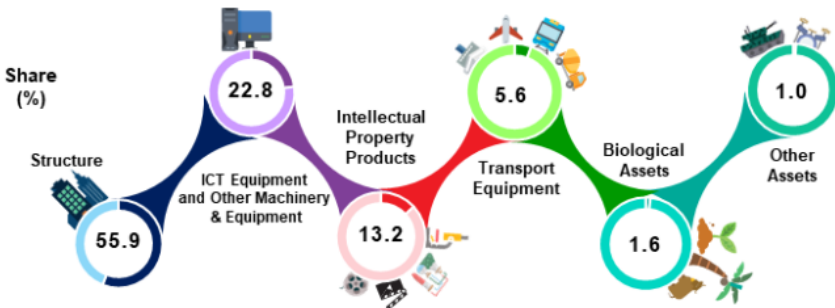 Share
(%)
Structure
55.9
22.8
ICT Equipment
and Other Machinery
& Equipment
Intellectual
Property
Products
13.2
5.6
Transport
Equipment
Biological
Assets
1.6
1.0
Other
Assets